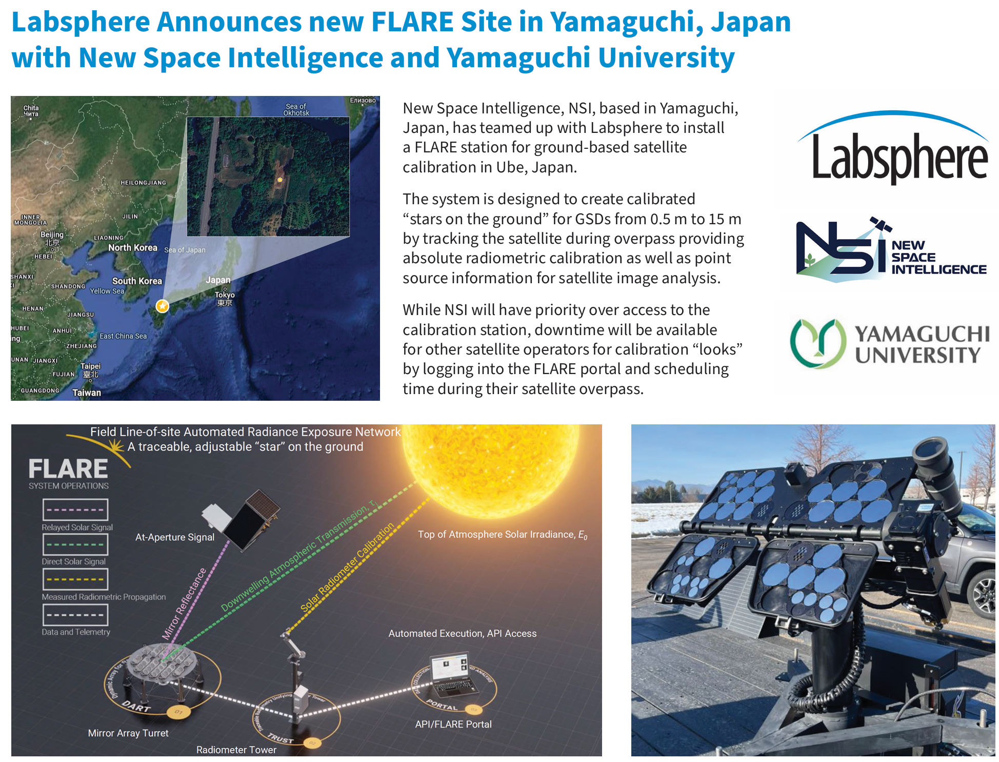 Labsphere Announces new FLARE Site in Yamaguchi, Japan
with New Space Intelligence and Yamaguchi University
Chita
Чита
Sea of
Okhotsk
Елизово
HEILONGJIANG
INNER
MONGOLIA
JILIN
Beijing
北京
LIAONING
HEBEI
North Korea
Sea of Japan
SHANXI
SHANDONG
South Korea
Yellow Sea
Japan
Tokyo
東京
HENAN
JIANGSU
HUBEI
ANHUI
ng
East China Sea
ZHEJIANG
UNAN
JIANGXI
Taipei
臺北
FUJIAN
GUANGDONG
Taiwan
New Space Intelligence, NSI, based in Yamaguchi,
Japan, has teamed up with Labsphere to install
a FLARE station for ground-based satellite
calibration in Ube, Japan.
The system is designed to create calibrated
“stars on the ground” for GSDs from 0.5 m to 15 m
by tracking the satellite during overpass providing
absolute radiometric calibration as well as point
source information for satellite image analysis.
While NSI will have priority over access to the
calibration station, downtime will be available
for other satellite operators for calibration “looks”
by logging into the FLARE portal and scheduling
time during their satellite overpass.
Labsphere
NSI
NEW
SPACE
INTELLIGENCE
YAMAGUCHI
UNIVERSITY
Field Line-of-site Automated Radiance Exposure Network
A traceable, adjustable “star” on the ground
FLARE
SYSTEM OPERATIONS
Relayed Solar Signal
Direct Solar Signal
Measured Radiometric Propagation
Data and Telemetry
At-Aperture Signal
Mirror Reflectance
Downwelling Atmospheric Transmission, τ↓
Solar Radiometer Calibration
Top of Atmosphere Solar Irradiance, E0
Automated Execution, API Access
Dynamic Array for
DART
01
Mirror Array Turret
Unifying
Tower
TRUST
02
Radiometer Tower
COLLECTION
ANALYSIS
PORTAL
03
API/FLARE Portal